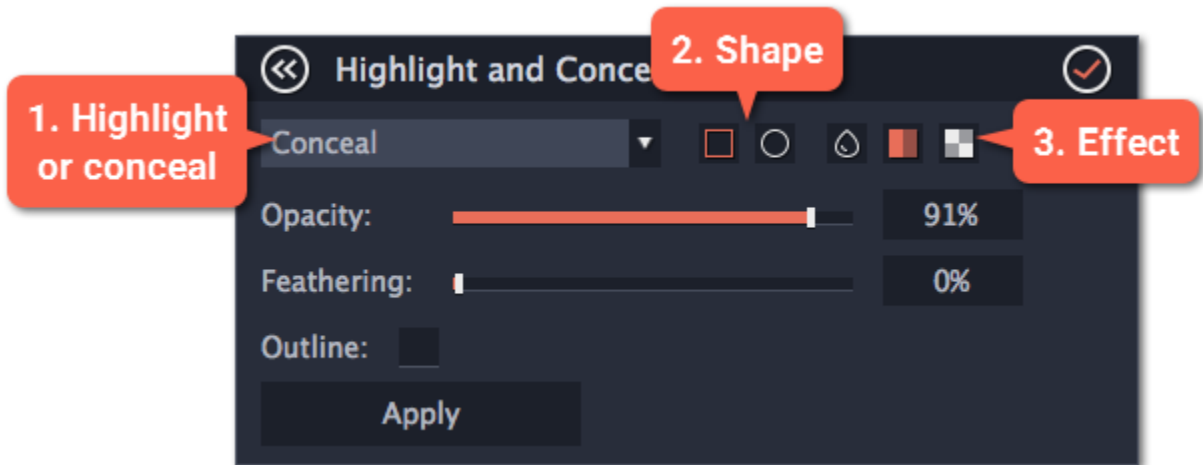 Highlight and Conce
2. Shape
1. Highlight
or conceal
Conceal
3. Effect
Opacity:
91%
Feathering:
0%
Outline:
Apply